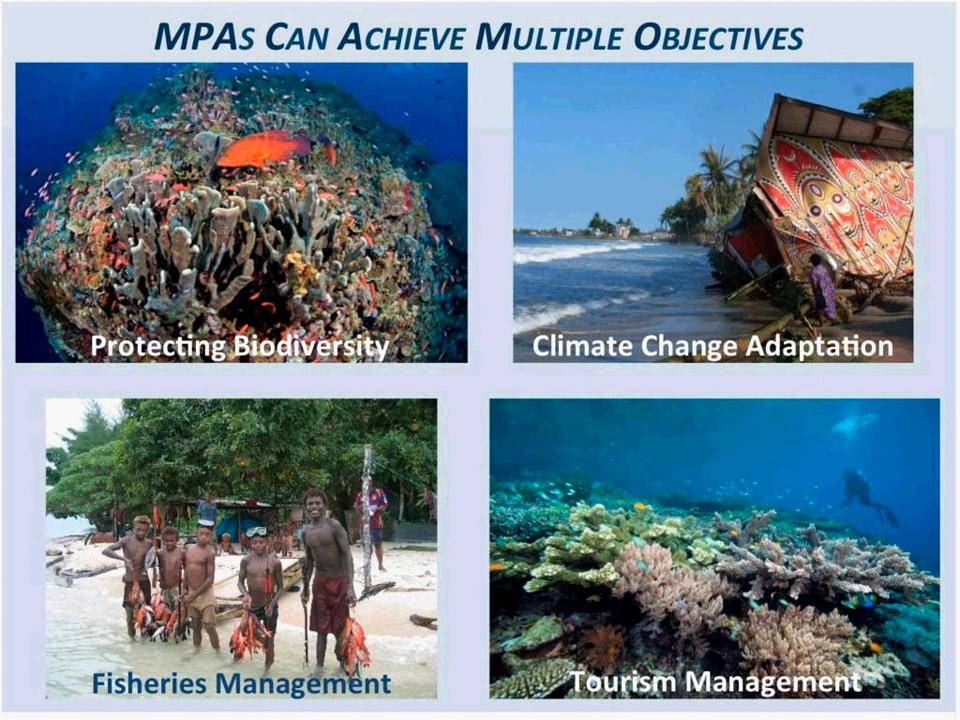 MPAs Can Achieve Multiple Objectives
Protecting Biodiversity
Climate Change Adaptation
Fisheries Management
Tourism Management